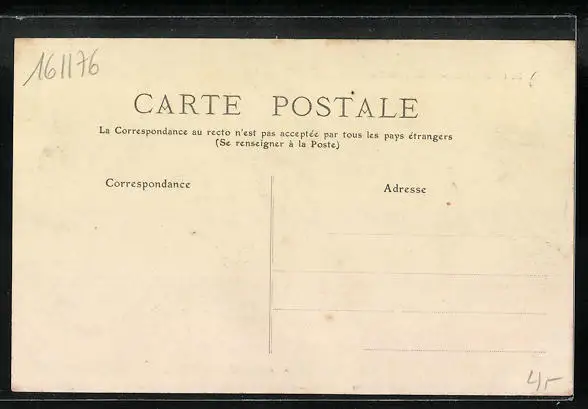 161176
CARTE POSTALE
La Correspondance au recto n'est pas acceptée par tous les pays étrangers
(Se renseigner à la Poste)
Correspondance
Adresse
4,-